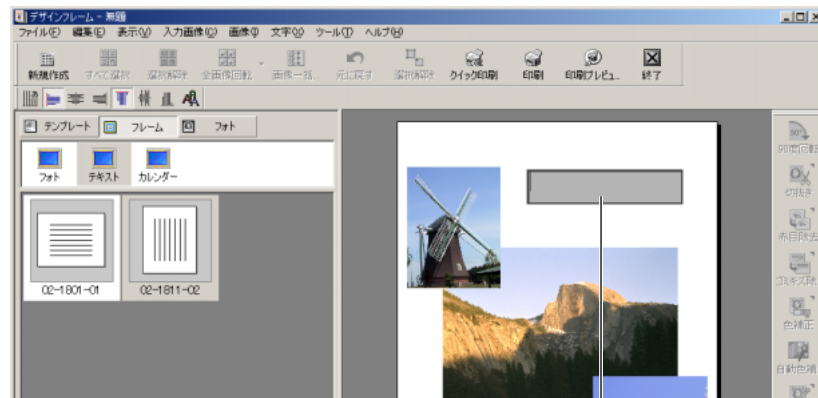 デザインフレーム - 無題
ファイル(F) 編集(E) 表示(V) 入力画像(C) 画像(I) 文字(X) ツール(T) ヘルプ(H)
新規作成 すべて選択 選択解除 全画像回転 画像一括.. 元に戻す 選択解除 クイック印刷 印刷 印刷プレビュ... 終了
テンプレート フレーム フォト
フォト テキスト カレンダー
02-1801-01 02-1811-02
90度回転
切抜き
赤目除去
ゴミキズ除
色補正
自動色補